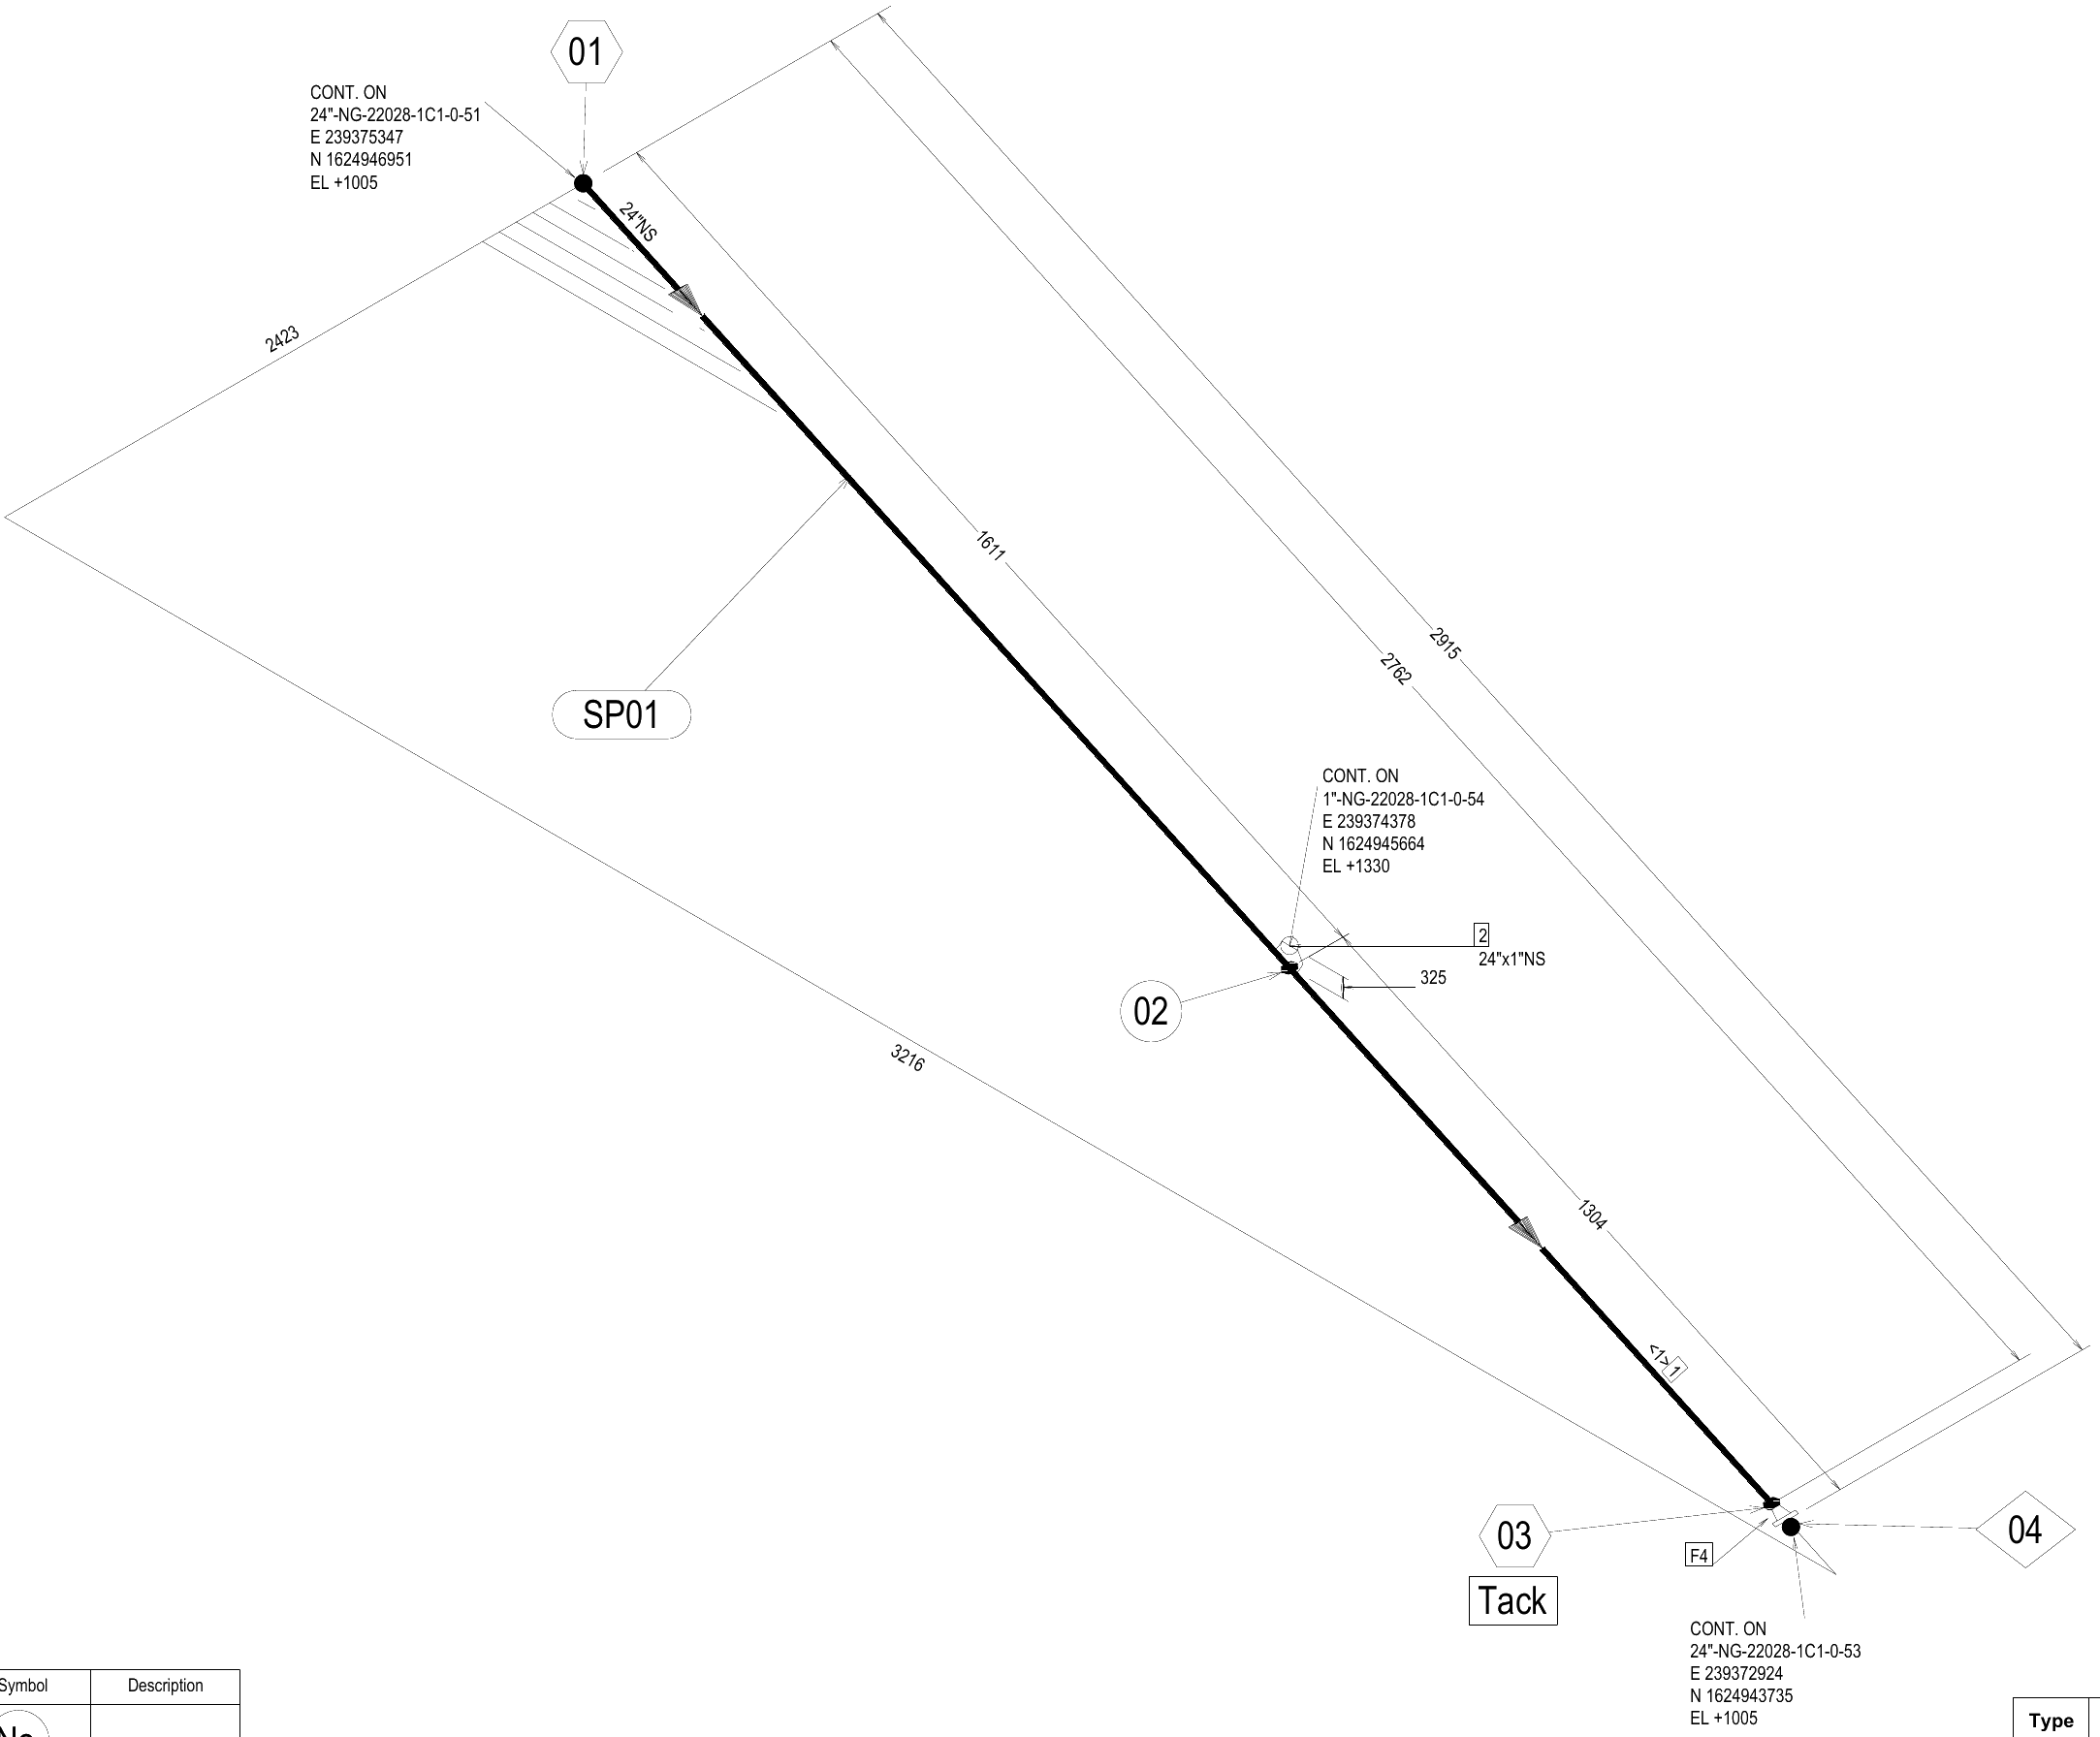 01
CONT. ON
24"-NG-22028-1C1-0-51
E 239375347
N 1624946951
EL +1005
24"NS
2423
1611
2915
2762
SP01
CONT. ON
1"-NG-22028-1C1-0-54
E 239374378
N 1624945664
EL +1330
2
24"x1"NS
325
02
3216
1304
<1> 1
03
04
F4
Tack
CONT. ON
24"-NG-22028-1C1-0-53
E 239372924
N 1624943735
EL +1005
Symbol Description
Type